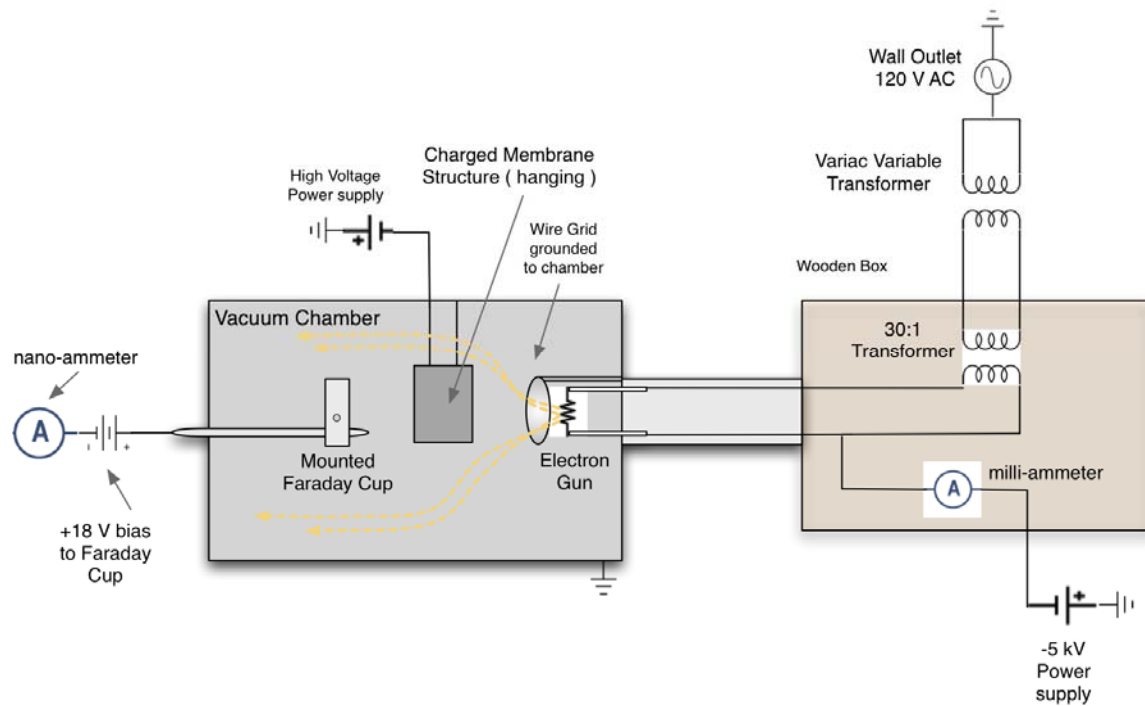 Wall Outlet
120 V AC
Charged Membrane
Structure ( hanging )
Variac Variable
Transformer
High Voltage
Power supply
+
Wire Grid
grounded
to chamber
Wooden Box
Vacuum Chamber
30:1
Transformer
nano-ammeter
A
- +
Mounted
Faraday Cup
Electron
Gun
milli-ammeter
A
+18 V bias
to Faraday
Cup
+
-5 kV
Power
supply